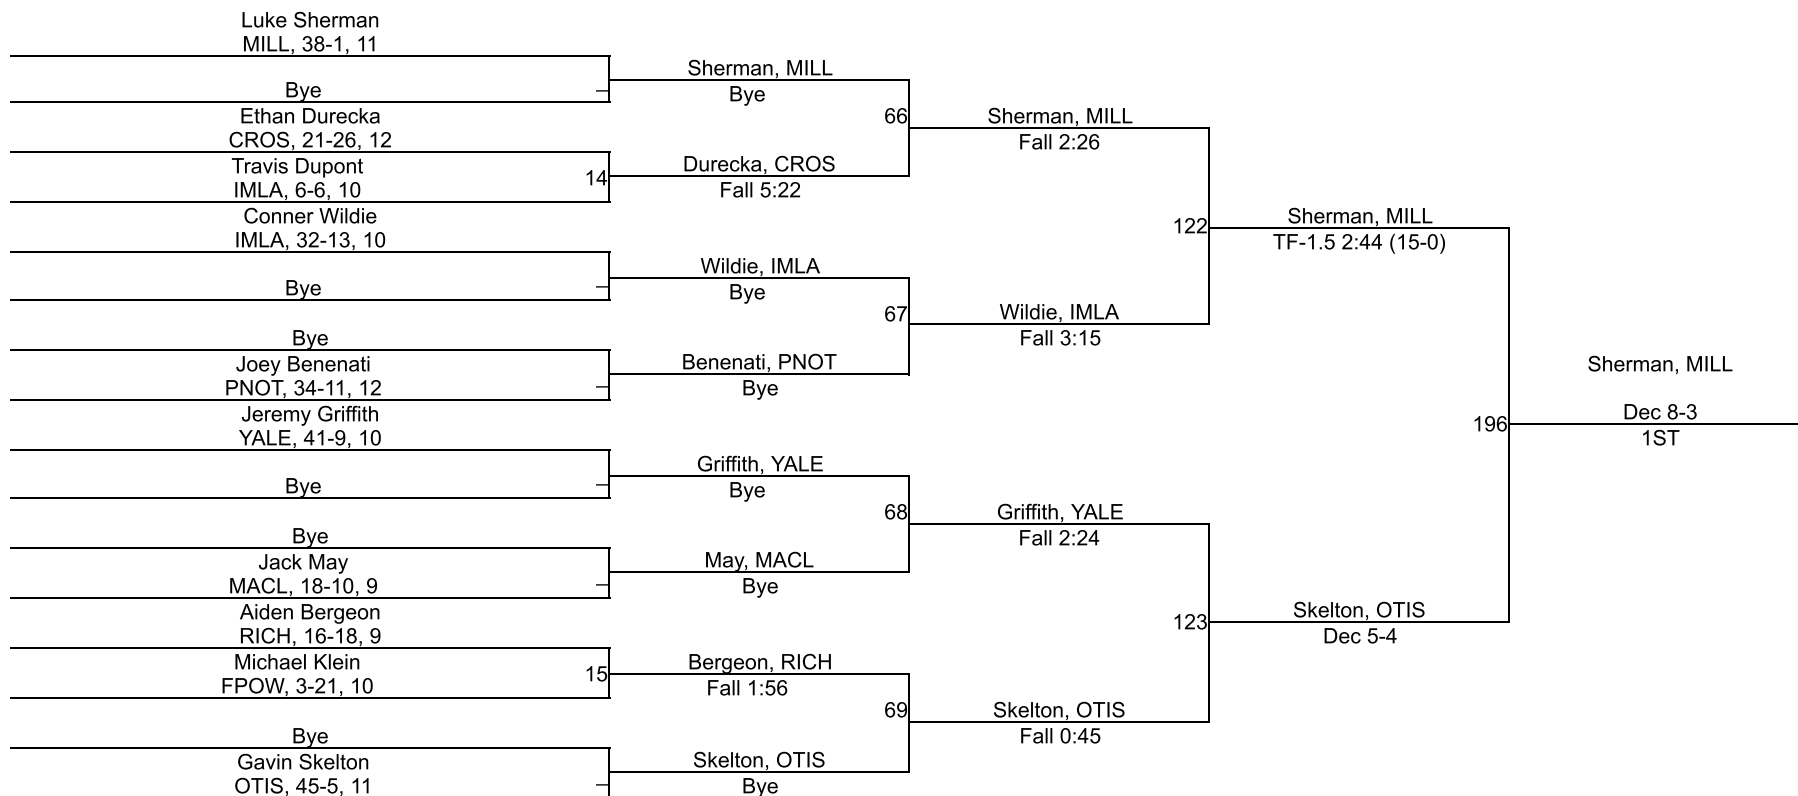 Luke Sherman
MILL, 38-1, 11
Bye
Sherman, MILL
Bye
Ethan Durecka
CROS, 21-26, 12
Travis Dupont
IMLA, 6-6, 10
14
Durecka, CROS
Fall 5:22
66
Sherman, MILL
Fall 2:26
Conner Wildie
IMLA, 32-13, 10
Bye
Wildie, IMLA
Bye
Bye
Joey Benenati
PNOT, 34-11, 12
Benenati, PNOT
Bye
67
Wildie, IMLA
Fall 3:15
122
Sherman, MILL
TF-1.5 2:44 (15-0)
Jeremy Griffith
YALE, 41-9, 10
Bye
Griffith, YALE
Bye
Bye
Jack May
MACL, 18-10, 9
May, MACL
Bye
68
Griffith, YALE
Fall 2:24
Aiden Bergeon
RICH, 16-18, 9
Michael Klein
FPOW, 3-21, 10
15
Bergeon, RICH
Fall 1:56
Bye
Gavin Skelton
OTIS, 45-5, 11
Skelton, OTIS
Bye
69
Skelton, OTIS
Fall 0:45
123
Skelton, OTIS
Dec 5-4
196
Sherman, MILL
Dec 8-3
1ST